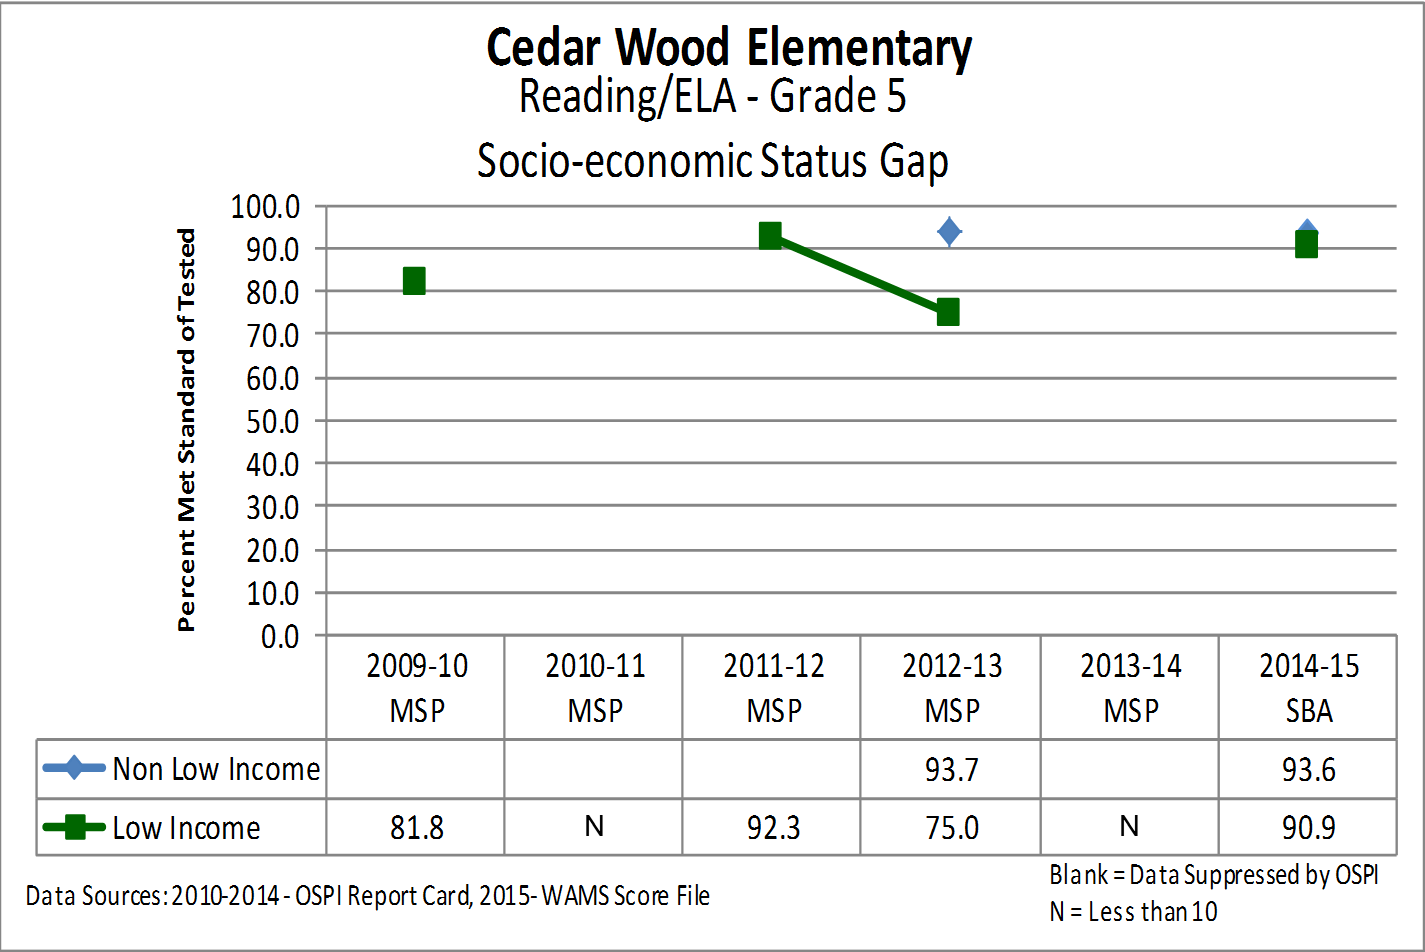 Cedar Wood Elementary
Reading/ELA - Grade 5
Socio-economic Status Gap
Percent Met Standard of Tested
100.0
90.0
80.0
70.0
60.0
50.0
40.0
30.0
20.0
10.0
0.0
2009-10 2010-11 2011-12 2012-13 2013-14 2014-15
MSP MSP MSP MSP MSP SBA
Non Low Income 93.7 93.6
Low Income 81.8 N 92.3 75.0 N 90.9
Data Sources: 2010-2014 - OSPI Report Card, 2015- WAMS Score File
Blank = Data Suppressed by OSPI
N = Less than 10